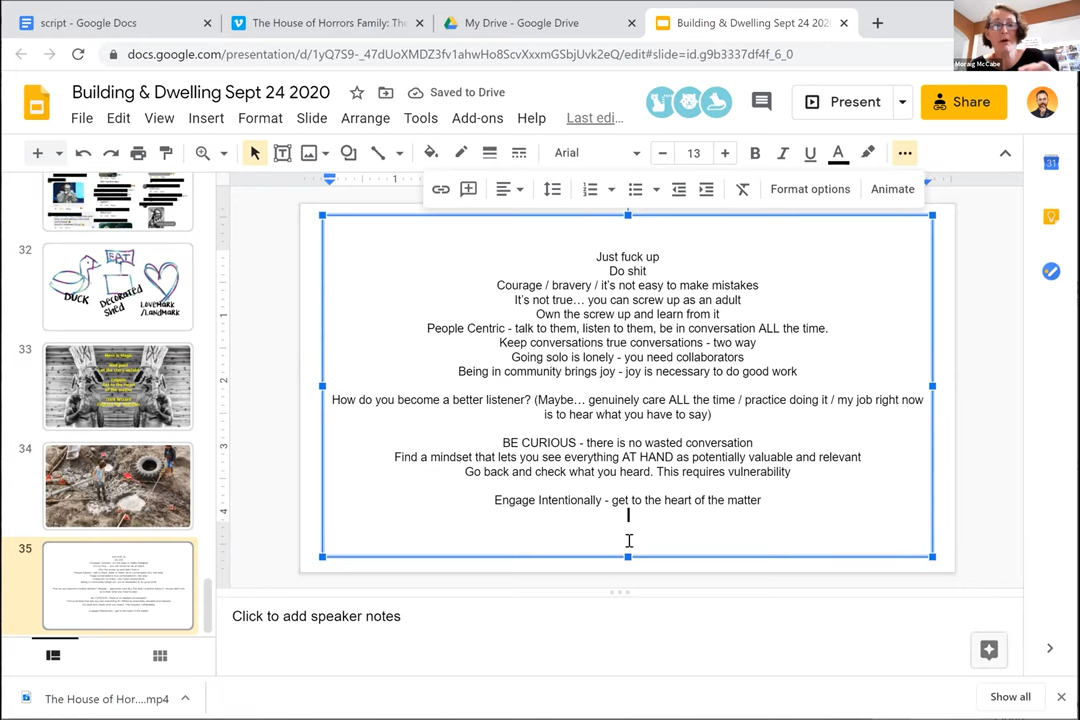 script - Google Docs
The House of Horrors Family: The
My Drive - Google Drive
Building & Dwelling Sept 24 202
docs.google.com/presentation/d/1yQ7S9-_47dUoXMDZ3fv1ahwHo8ScvXxxmGSbjUvk2eQ/edit#slide=id.g9b3337df4f_6_0
Moraig McCabe
Building & Dwelling Sept 24 2020
Saved to Drive
Present
Share
File Edit View Insert Format Slide Arrange Tools Add-ons Help Last edi...
Arial
13
B I U A
Format options
Animate
31
1
1
2
3
4
32
DUCK
EAT
DECORATED
SHED
LOVEMARK
/LANDMARK
33
34
35
Just fuck up
Do shit
Courage / bravery / it's not easy to make mistakes
It's not true... you can screw up as an adult
Own the screw up and learn from it
People Centric - talk to them, listen to them, be in conversation ALL the time.
Keep conversations true conversations - two way
Going solo is lonely - you need collaborators
Being in community brings joy - joy is necessary to do good work
How do you become a better listener? (Maybe... genuinely care ALL the time / practice doing it / my job right now
is to hear what you have to say)
BE CURIOUS - there is no wasted conversation
Find a mindset that lets you see everything AT HAND as potentially valuable and relevant
Go back and check what you heard. This requires vulnerability
Engage Intentionally - get to the heart of the matter
Click to add speaker notes
The House of Hor....mp4
Show all